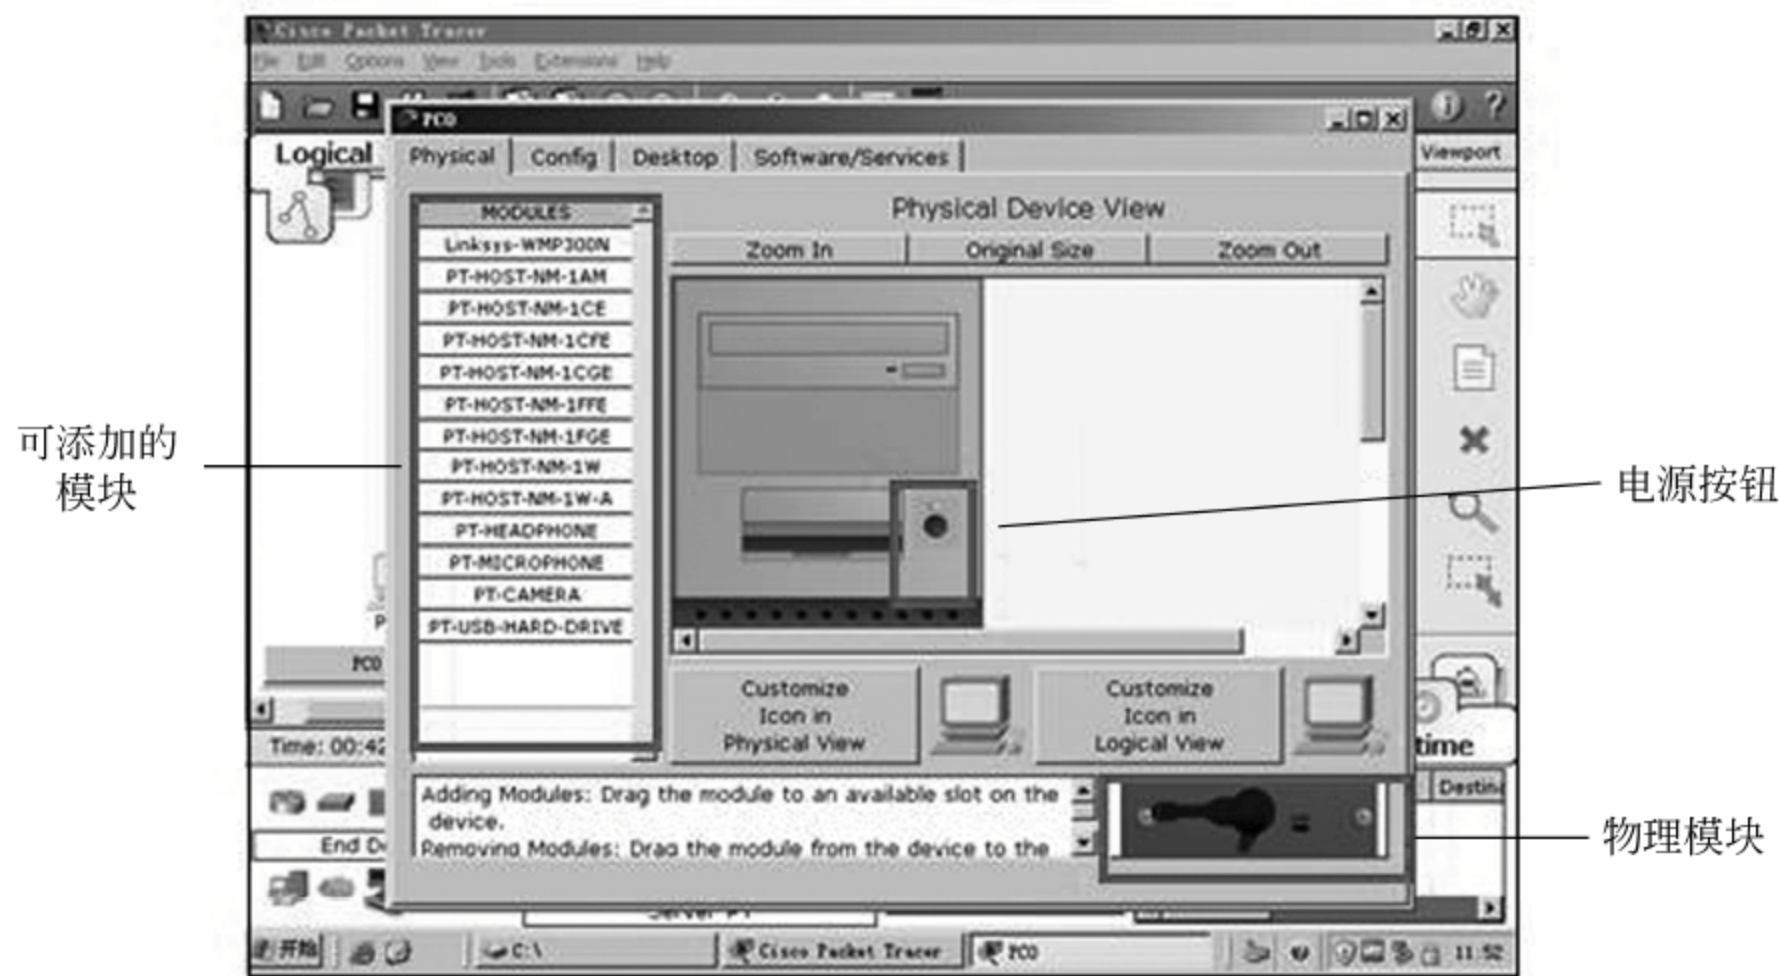 Cisco Packet Tracer
File Edit Options View Tools Extensions Help
PC0
Logical
Physical Config Desktop Software/Services
Viewport
MODULES
Linksys-WMP300N
PT-HOST-NM-1AM
PT-HOST-NM-1CE
PT-HOST-NM-1CFE
PT-HOST-NM-1CGE
PT-HOST-NM-1FFE
PT-HOST-NM-1FGE
PT-HOST-NM-1W
PT-HOST-NM-1W-A
PT-HEADPHONE
PT-MICROPHONE
PT-CAMERA
PT-USB-HARD-DRIVE
Physical Device View
Zoom In Original Size Zoom Out
可添加的
模块
电源按钮
P
PC0
Customize
Icon in
Physical View
Customize
Icon in
Logical View
Time: 00:42
time
Adding Modules: Drag the module to an available slot on the
device.
Removing Modules: Drag the module from the device to the
Destina
物理模块
End De
Server-PT
开始 C:\ Cisco Packet Tracer PC0 11:52